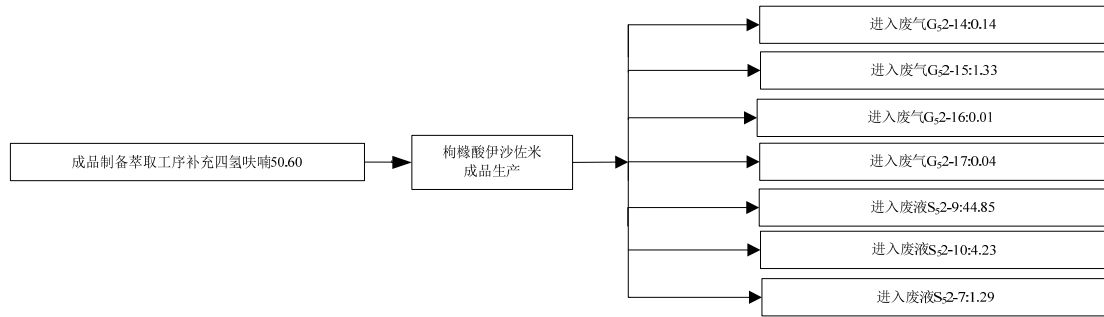 成品制备萃取工序补充四氢呋喃50.60
枸橼酸伊沙佐米
成品生产
进入废气G₅2-14:0.14
进入废气G₅2-15:1.33
进入废气G₅2-16:0.01
进入废气G₅2-17:0.04
进入废液S₅2-9:44.85
进入废液S₅2-10:4.23
进入废液S₅2-7:1.29